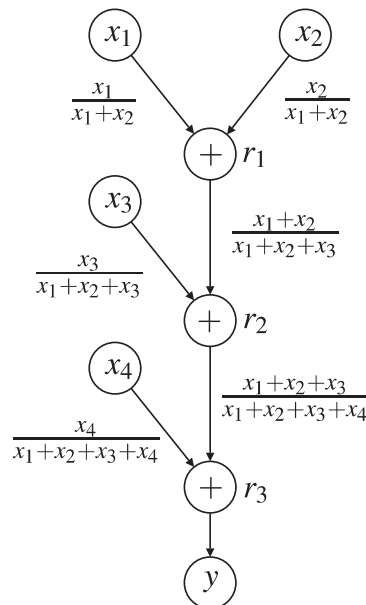 x₁ x₂
x₁/(x₁+x₂) x₂/(x₁+x₂)
+ r₁
x₃
(x₁+x₂)/(x₁+x₂+x₃)
x₃/(x₁+x₂+x₃)
+ r₂
x₄
(x₁+x₂+x₃)/(x₁+x₂+x₃+x₄)
x₄/(x₁+x₂+x₃+x₄)
+ r₃
y